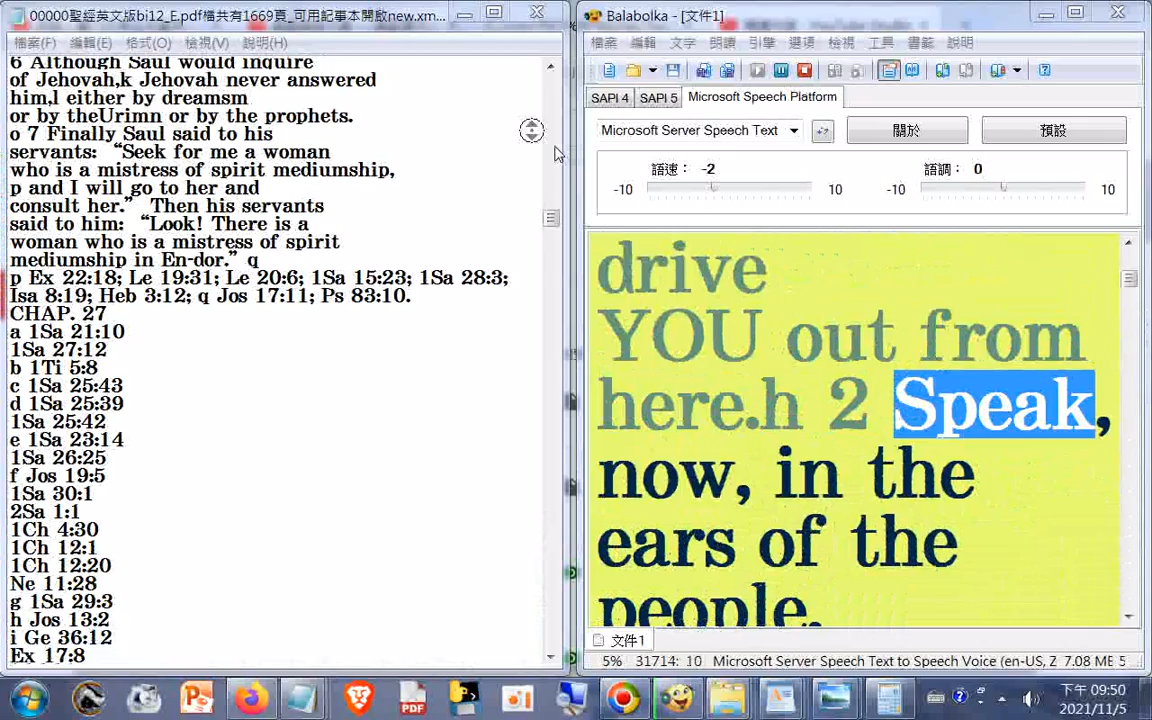 00000聖經英文版bi12_E.pdf檔共有1669頁_可用記事本開啟new.xm...
檔案(F) 編輯(E) 格式(O) 檢視(V) 說明(H)
6 Although Saul would inquire
of Jehovah,k Jehovah never answered
him,l either by dreamsm
or by theUrimn or by the prophets.
o 7 Finally Saul said to his
servants: “Seek for me a woman
who is a mistress of spirit mediumship,
p and I will go to her and
consult her.” Then his servants
said to him: “Look! There is a
woman who is a mistress of spirit
mediumship in En-dor.” q
p Ex 22:18; Le 19:31; Le 20:6; 1Sa 15:23; 1Sa 28:3;
Isa 8:19; Heb 3:12; q Jos 17:11; Ps 83:10.
CHAP. 27
a 1Sa 21:10
1Sa 27:12
b 1Ti 5:8
c 1Sa 25:43
d 1Sa 25:39
1Sa 25:42
e 1Sa 23:14
1Sa 26:25
f Jos 19:5
1Sa 30:1
2Sa 1:1
1Ch 4:30
1Ch 12:1
1Ch 12:20
Ne 11:28
g 1Sa 29:3
h Jos 13:2
i Ge 36:12
Ex 17:8
Balabolka - [文件1]
檔案 編輯 文字 朗讀 引擎 選項 檢視 工具 書籤 說明
SAPI 4 SAPI 5 Microsoft Speech Platform
Microsoft Server Speech Text 關於 預設
語速: -2 語調: 0
-10 10 -10 10
drive
YOU out from
here.h 2 Speak,
now, in the
ears of the
people,
文件1
5% 31714: 10 Microsoft Server Speech Text to Speech Voice (en-US, Z 7.08 MB 5
PDF
下午 09:50
2021/11/5